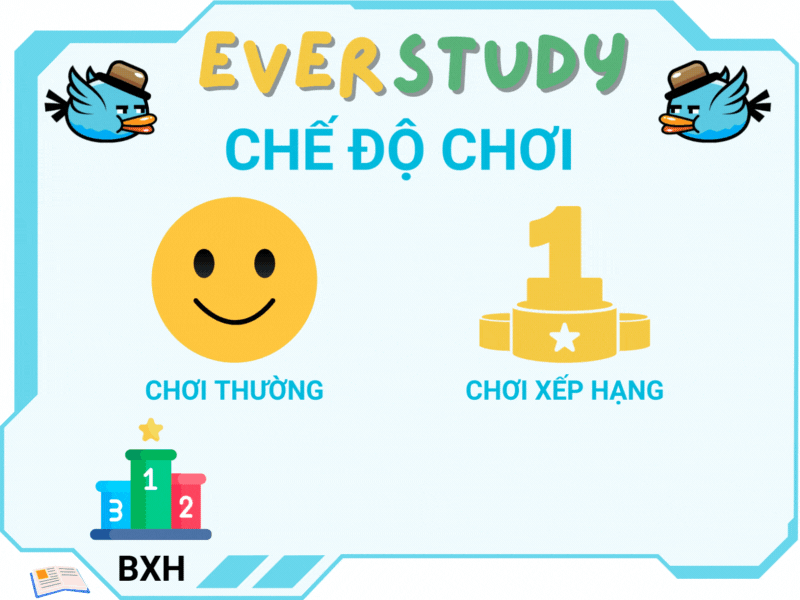 EVERSTUDY
CHẾ ĐỘ CHƠI
1
CHƠI THƯỜNG
CHƠI XẾP HẠNG
1
3
2
BXH